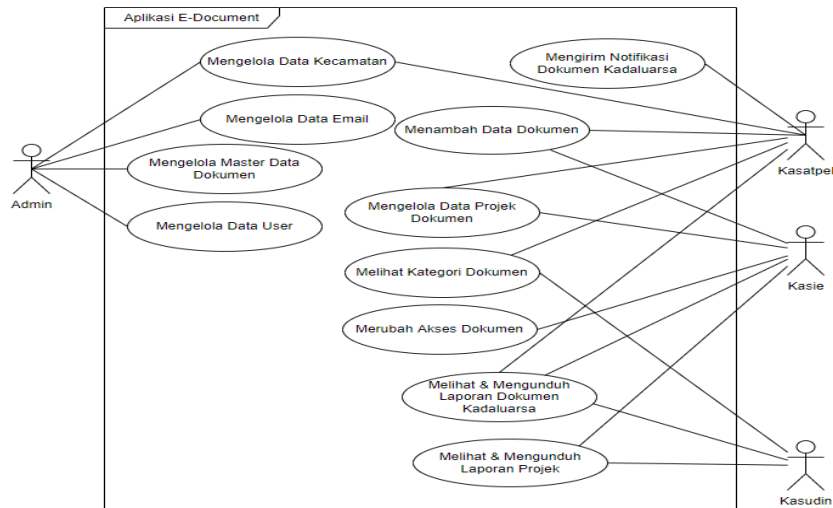 Aplikasi E-Document
Mengelola Data Kecamatan
Mengirim Notifikasi
Dokumen Kadaluarsa
Mengelola Data Email
Menambah Data Dokumen
Mengelola Master Data
Dokumen
Admin
Kasatpel
Mengelola Data User
Mengelola Data Projek
Dokumen
Melihat Kategori Dokumen
Kasie
Merubah Akses Dokumen
Melihat & Mengunduh
Laporan Dokumen
Kadaluarsa
Melihat & Mengunduh
Laporan Projek
Kasudin